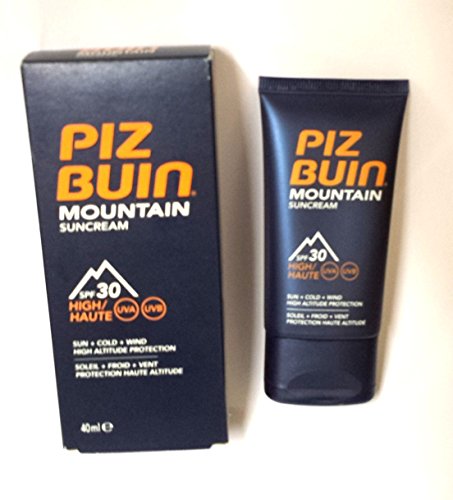 PIZ
BUIN
MOUNTAIN
SUNCREAM
SPF 30
HIGH/
HAUTE UVA UVB
SUN + COLD + WIND
HIGH ALTITUDE PROTECTION
SOLEIL + FROID + VENT
PROTECTION HAUTE ALTITUDE
40ml e
PIZ
BUIN
MOUNTAIN
SUNCREAM
SPF 30
HIGH/
HAUTE UVA UVB
SUN + COLD + WIND
HIGH ALTITUDE PROTECTION
SOLEIL + FROID + VENT
PROTECTION HAUTE ALTITUDE